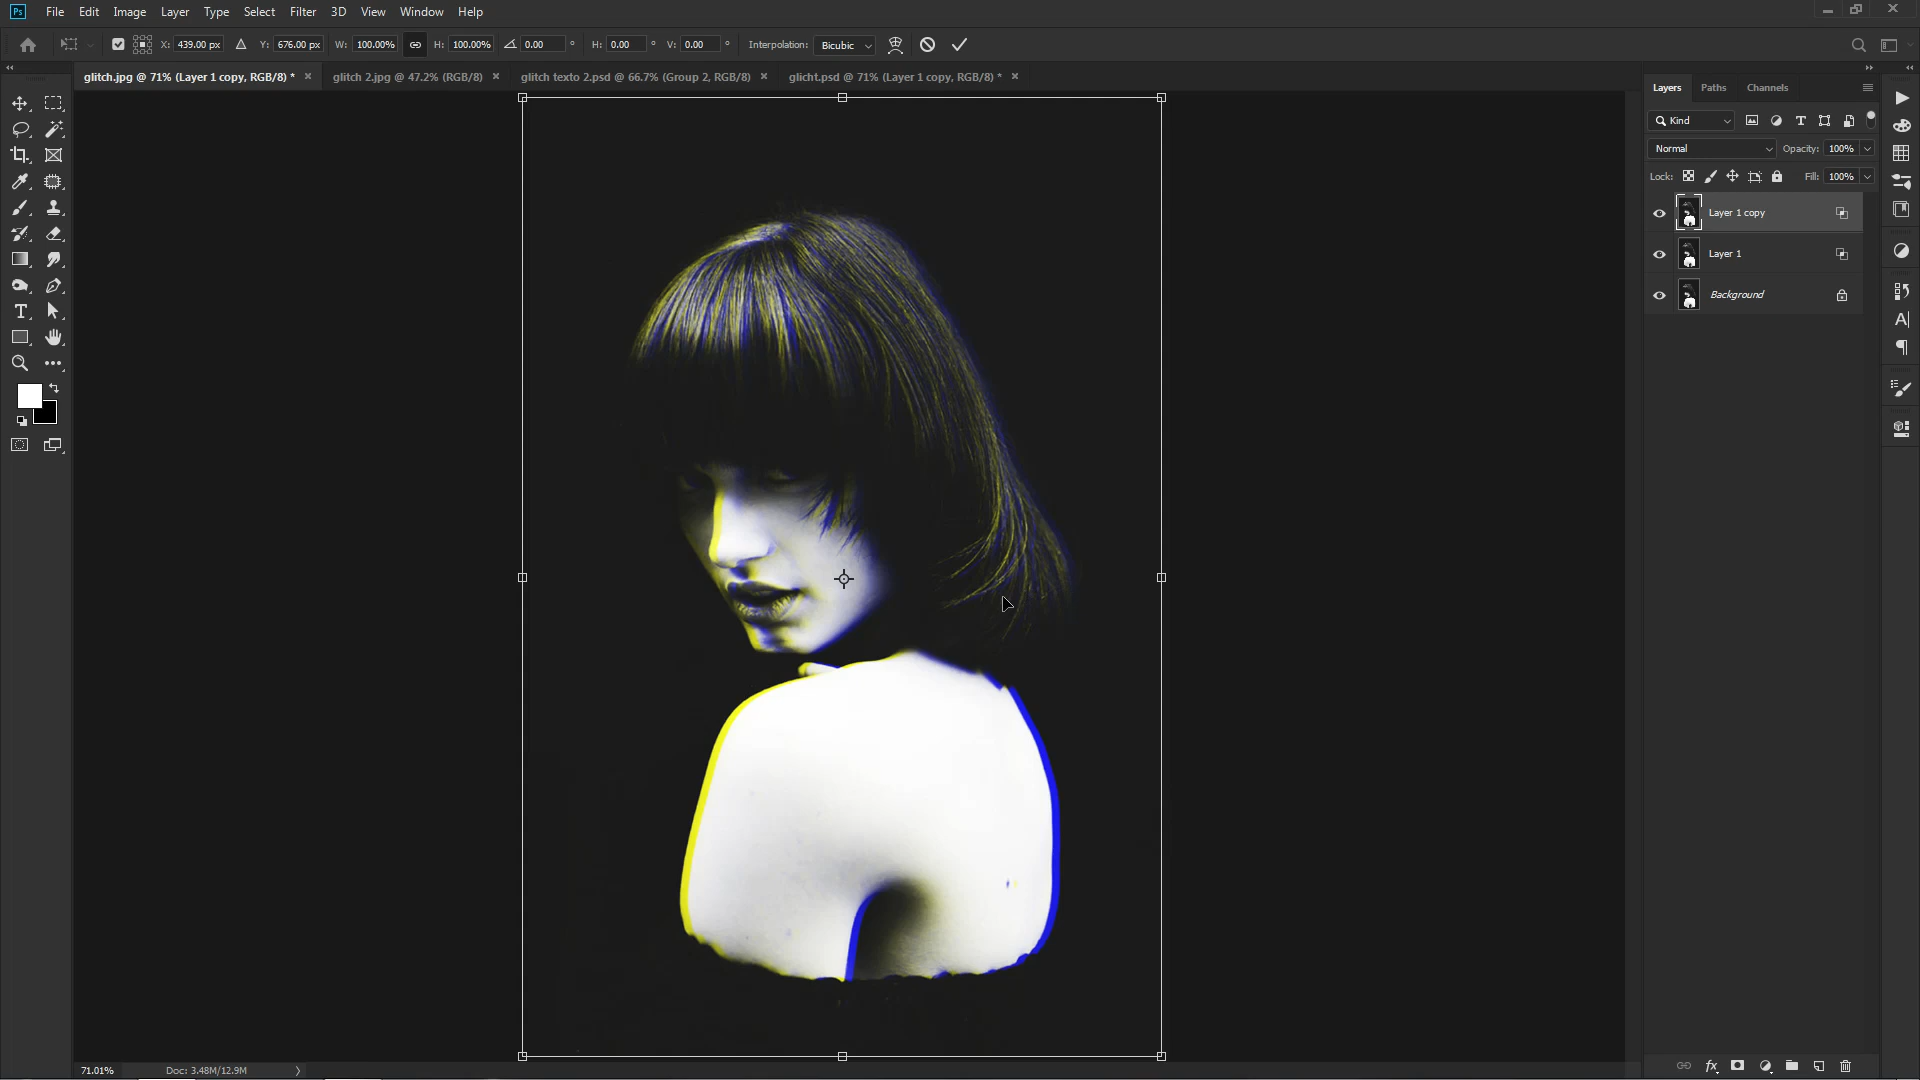 Ps File Edit Image Layer Type Select Filter 3D View Window Help
X: 439.00 px Y: 676.00 px W: 100.00% H: 100.00% 0.00 ° H: 0.00 ° V: 0.00 ° Interpolation: Bicubic
glitch.jpg @ 71% (Layer 1 copy, RGB/8) * × glitch 2.jpg @ 47.2% (RGB/8) × glitch texto 2.psd @ 66.7% (Group 2, RGB/8) × glicht.psd @ 71% (Layer 1 copy, RGB/8) * ×
Layers Paths Channels
Kind
Normal Opacity: 100%
Lock: Fill: 100%
Layer 1 copy
Layer 1
Background
71.01% Doc: 3.48M/12.9M